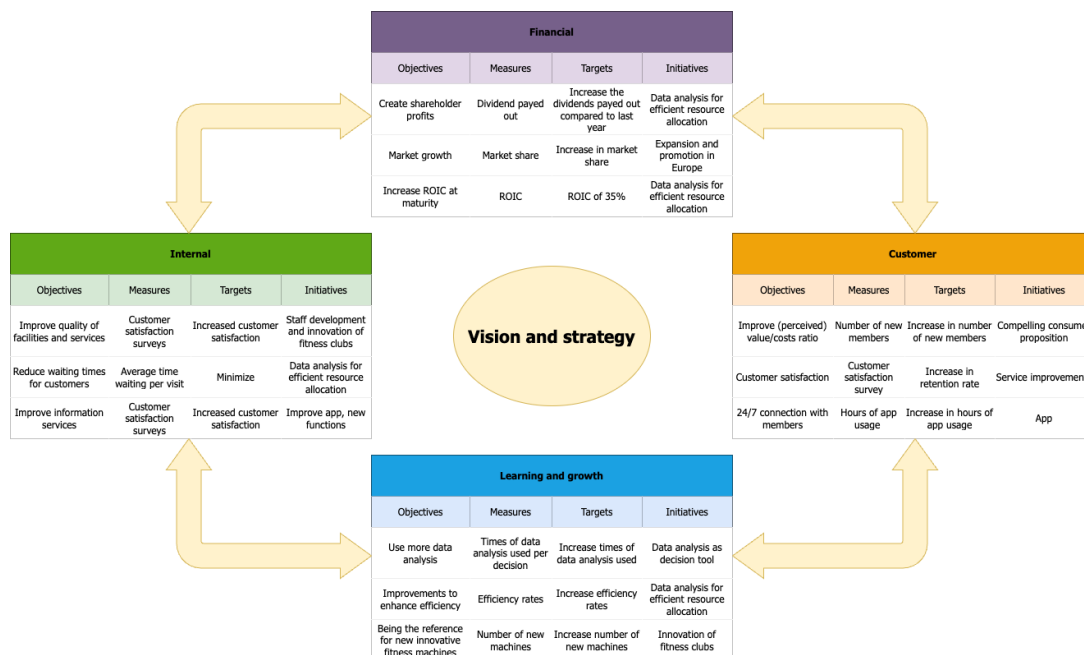 Financial
Objectives Measures Targets Initiatives
Create shareholder profits
Dividend payed out
Increase the dividends payed out compared to last year
Data analysis for efficient resource allocation
Market growth
Market share
Increase in market share
Expansion and promotion in Europe
Increase ROIC at maturity
ROIC
ROIC of 35%
Data analysis for efficient resource allocation
Internal
Objectives Measures Targets Initiatives
Improve quality of facilities and services
Customer satisfaction surveys
Increased customer satisfaction
Staff development and innovation of fitness clubs
Reduce waiting times for customers
Average time waiting per visit
Minimize
Data analysis for efficient resource allocation
Improve information services
Customer satisfaction surveys
Increased customer satisfaction
Improve app, new functions
Vision and strategy
Customer
Objectives Measures Targets Initiatives
Improve (perceived) value/costs ratio
Number of new members
Increase in number of new members
Compelling consume proposition
Customer satisfaction
Customer satisfaction survey
Increase in retention rate
Service improvemen
24/7 connection with members
Hours of app usage
Increase in hours of app usage
App
Learning and growth
Objectives Measures Targets Initiatives
Use more data analysis
Times of data analysis used per decision
Increase times of data analysis used
Data analysis as decision tool
Improvements to enhance efficiency
Efficiency rates
Increase efficiency rates
Data analysis for efficient resource allocation
Being the reference for new innovative fitness machines
Number of new machines
Increase number of new machines
Innovation of fitness clubs